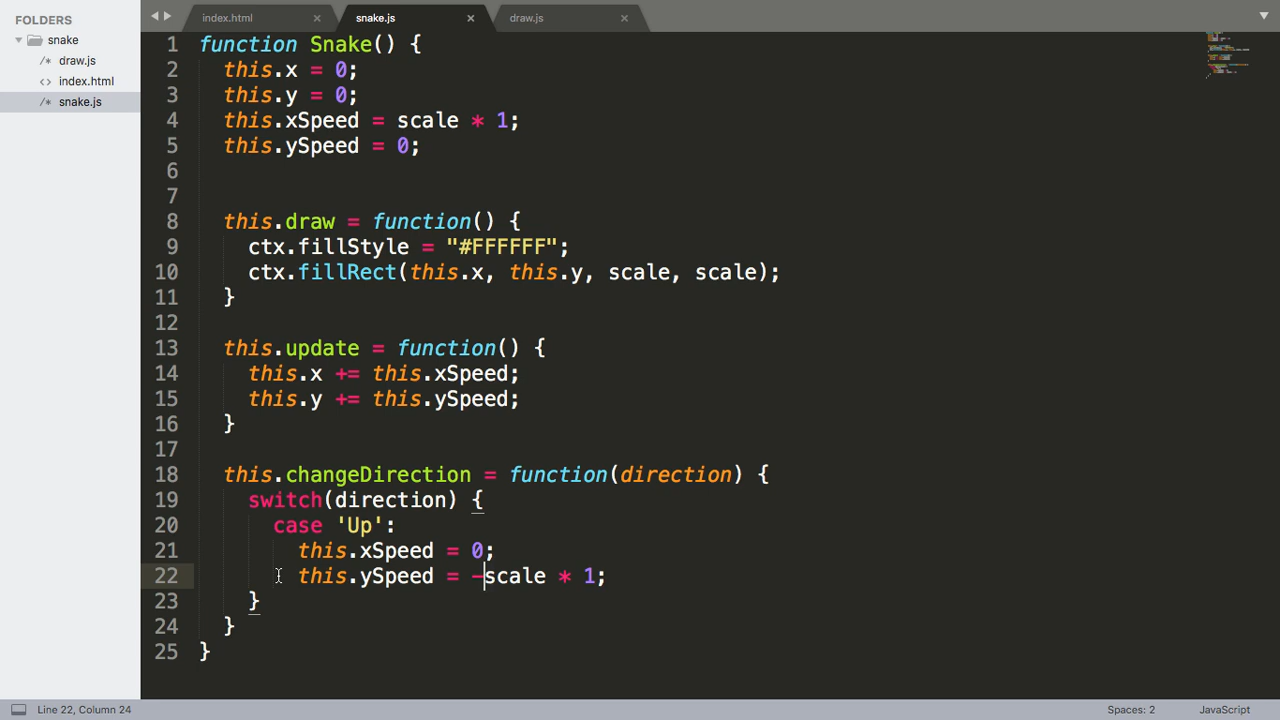 FOLDERS
snake
draw.js
<> index.html
/* snake.js
index.html × snake.js × draw.js ×
1 function Snake() {
2 this.x = 0;
3 this.y = 0;
4 this.xSpeed = scale * 1;
5 this.ySpeed = 0;
6
7
8 this.draw = function() {
9 ctx.fillStyle = "#FFFFFF";
10 ctx.fillRect(this.x, this.y, scale, scale);
11 }
12
13 this.update = function() {
14 this.x += this.xSpeed;
15 this.y += this.ySpeed;
16 }
17
18 this.changeDirection = function(direction) {
19 switch(direction) {
20 case 'Up':
21 this.xSpeed = 0;
22 this.ySpeed = -scale * 1;
23 }
24 }
25 }
Line 22, Column 24
Spaces: 2
JavaScript